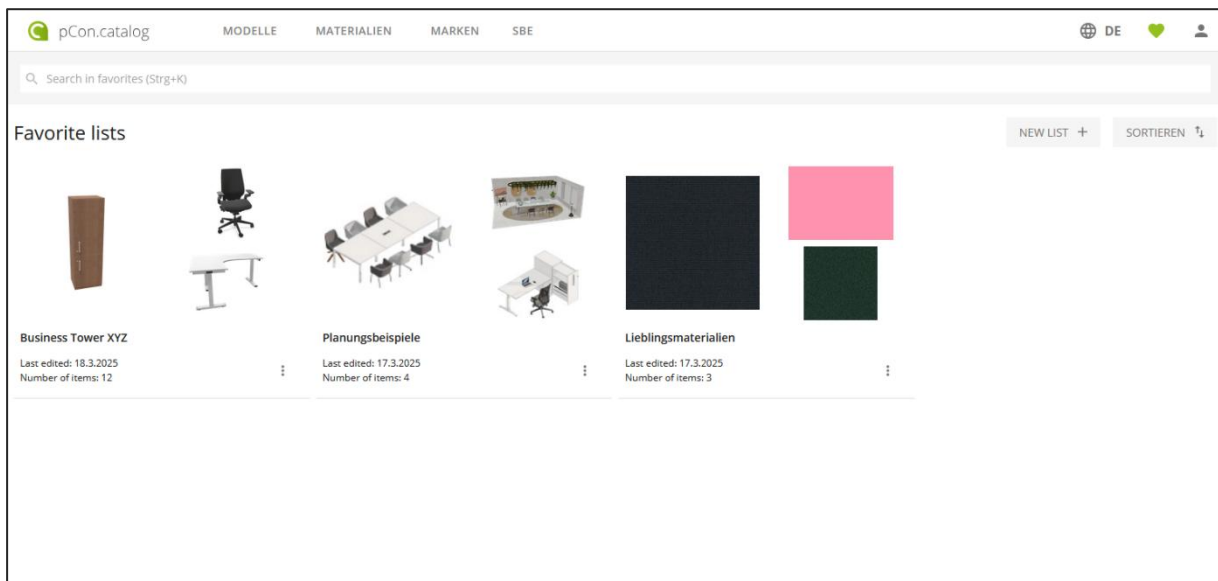 pCon.catalog MODELLE MATERIALIEN MARKEN SBE DE
Search in favorites (Strg+K)
Favorite lists NEW LIST + SORTIEREN
Business Tower XYZ
Last edited: 18.3.2025
Number of items: 12
Planungsbeispiele
Last edited: 17.3.2025
Number of items: 4
Lieblingsmaterialien
Last edited: 17.3.2025
Number of items: 3